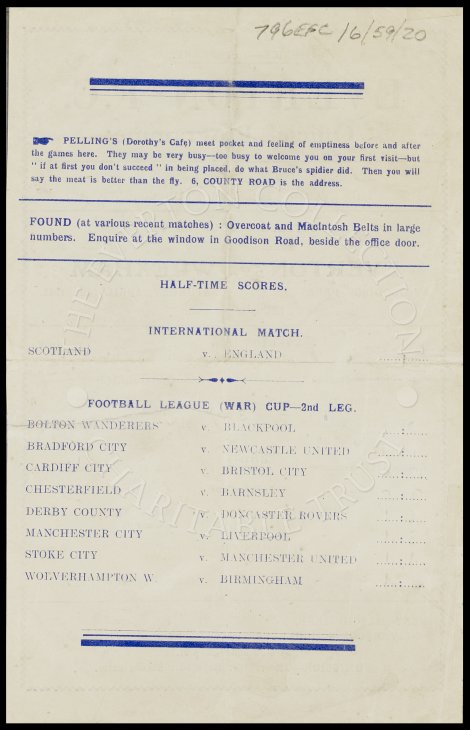 796EFC/6/59/20
PELLING'S (Dorothy's Cafe) meet pocket and feeling of emptiness before and after
the games here. They may be very busy—too busy to welcome you on your first visit—but
" if at first you don't succeed " in being placed, do what Bruce's spidier did. Then you will
say the meat is better than the fly. 6, COUNTY ROAD is the address.
FOUND (at various recent matches) : Overcoat and MacIntosh Belts in large
numbers. Enquire at the window in Goodison Road, beside the office door.
HALF-TIME SCORES.
INTERNATIONAL MATCH.
SCOTLAND v. ENGLAND ......:......
FOOTBALL LEAGUE (WAR) CUP—2nd LEG.
BOLTON WANDERERS v. BLACKPOOL ......:......
BRADFORD CITY v. NEWCASTLE UNITED ......:......
CARDIFF CITY v. BRISTOL CITY ......:......
CHESTERFIELD v. BARNSLEY ......:......
DERBY COUNTY v. DONCASTER ROVERS ......:......
MANCHESTER CITY v. LIVERPOOL ......:......
STOKE CITY v. MANCHESTER UNITED ......:......
WOLVERHAMPTON W. v. BIRMINGHAM ......:......
COLLECTION
CHARITABLE TRUST